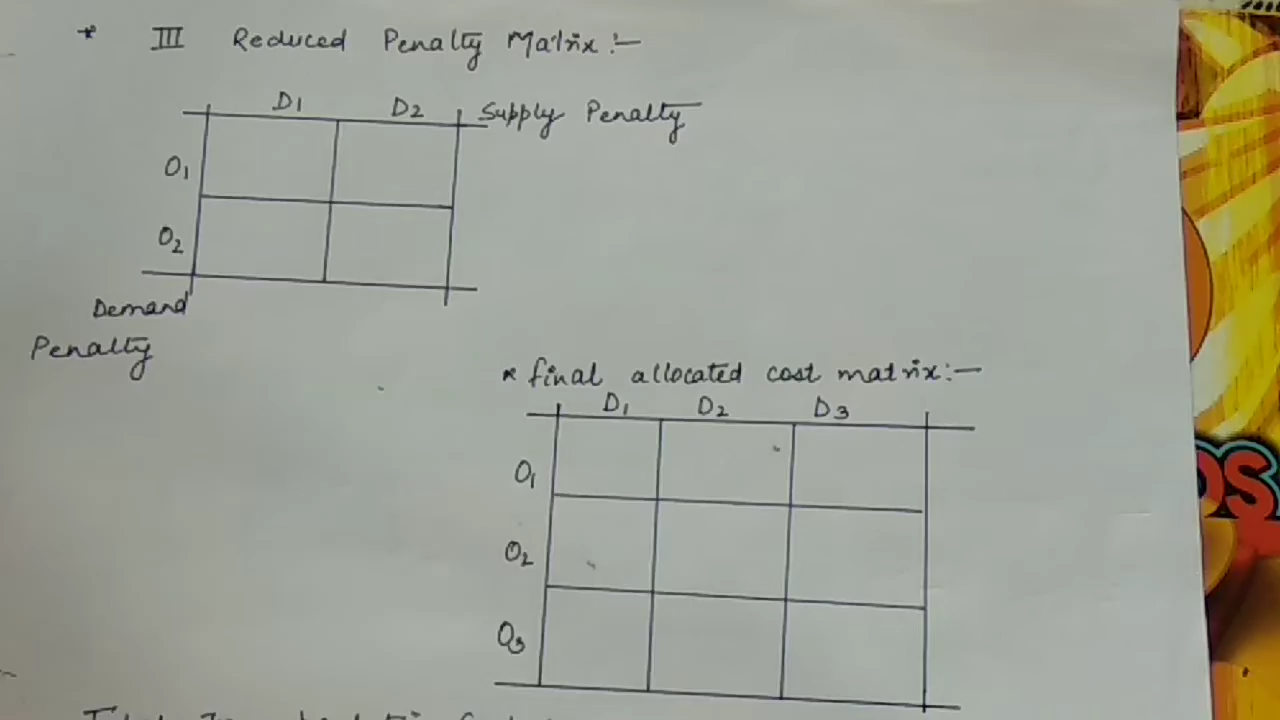 * III Reduced Penalty Matrix :-
D1 D2 Supply Penalty
O1
O2
Demand
Penalty
* final allocated cost matrix :-
D1 D2 D3
O1
O2
O3
OS